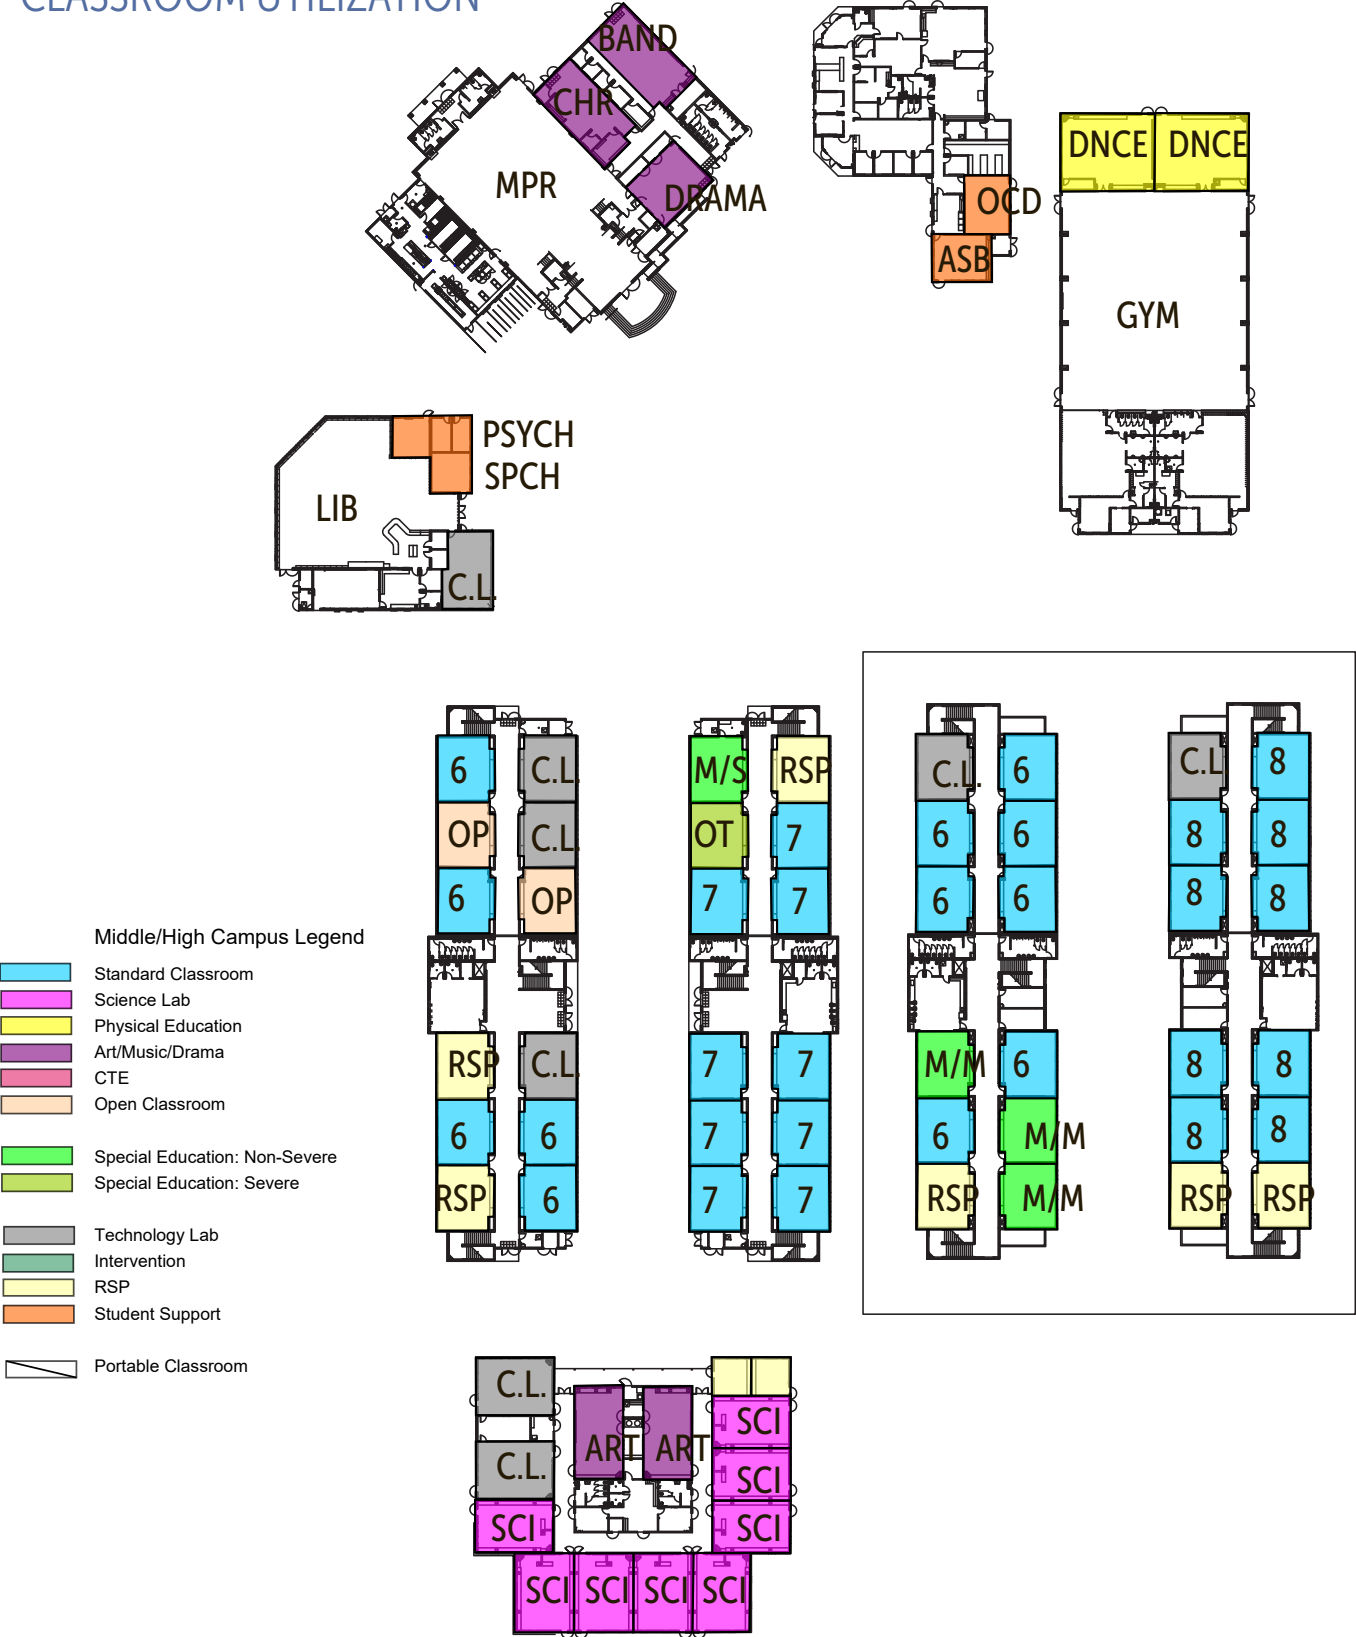 CLASSROOM UTILIZATION
BAND
CHR
MPR
DRAMA
OCD
ASB
DNCE DNCE
GYM
PSYCH
SPCH
LIB
C.L.
6 C.L.
OP C.L.
6 OP
RSP C.L.
6 6
RSP 6
M/S RSP
OT 7
7 7
7 7
7 7
7 7
C.L. 6
6 6
6 6
M/M 6
6 M/M
RSP M/M
C.L 8
8 8
8 8
8 8
8 8
RSP RSP
Middle/High Campus Legend
Standard Classroom
Science Lab
Physical Education
Art/Music/Drama
CTE
Open Classroom
Special Education: Non-Severe
Special Education: Severe
Technology Lab
Intervention
RSP
Student Support
Portable Classroom
C.L.
ART ART
SCI
C.L.
SCI
SCI
SCI
SCI SCI SCI SCI